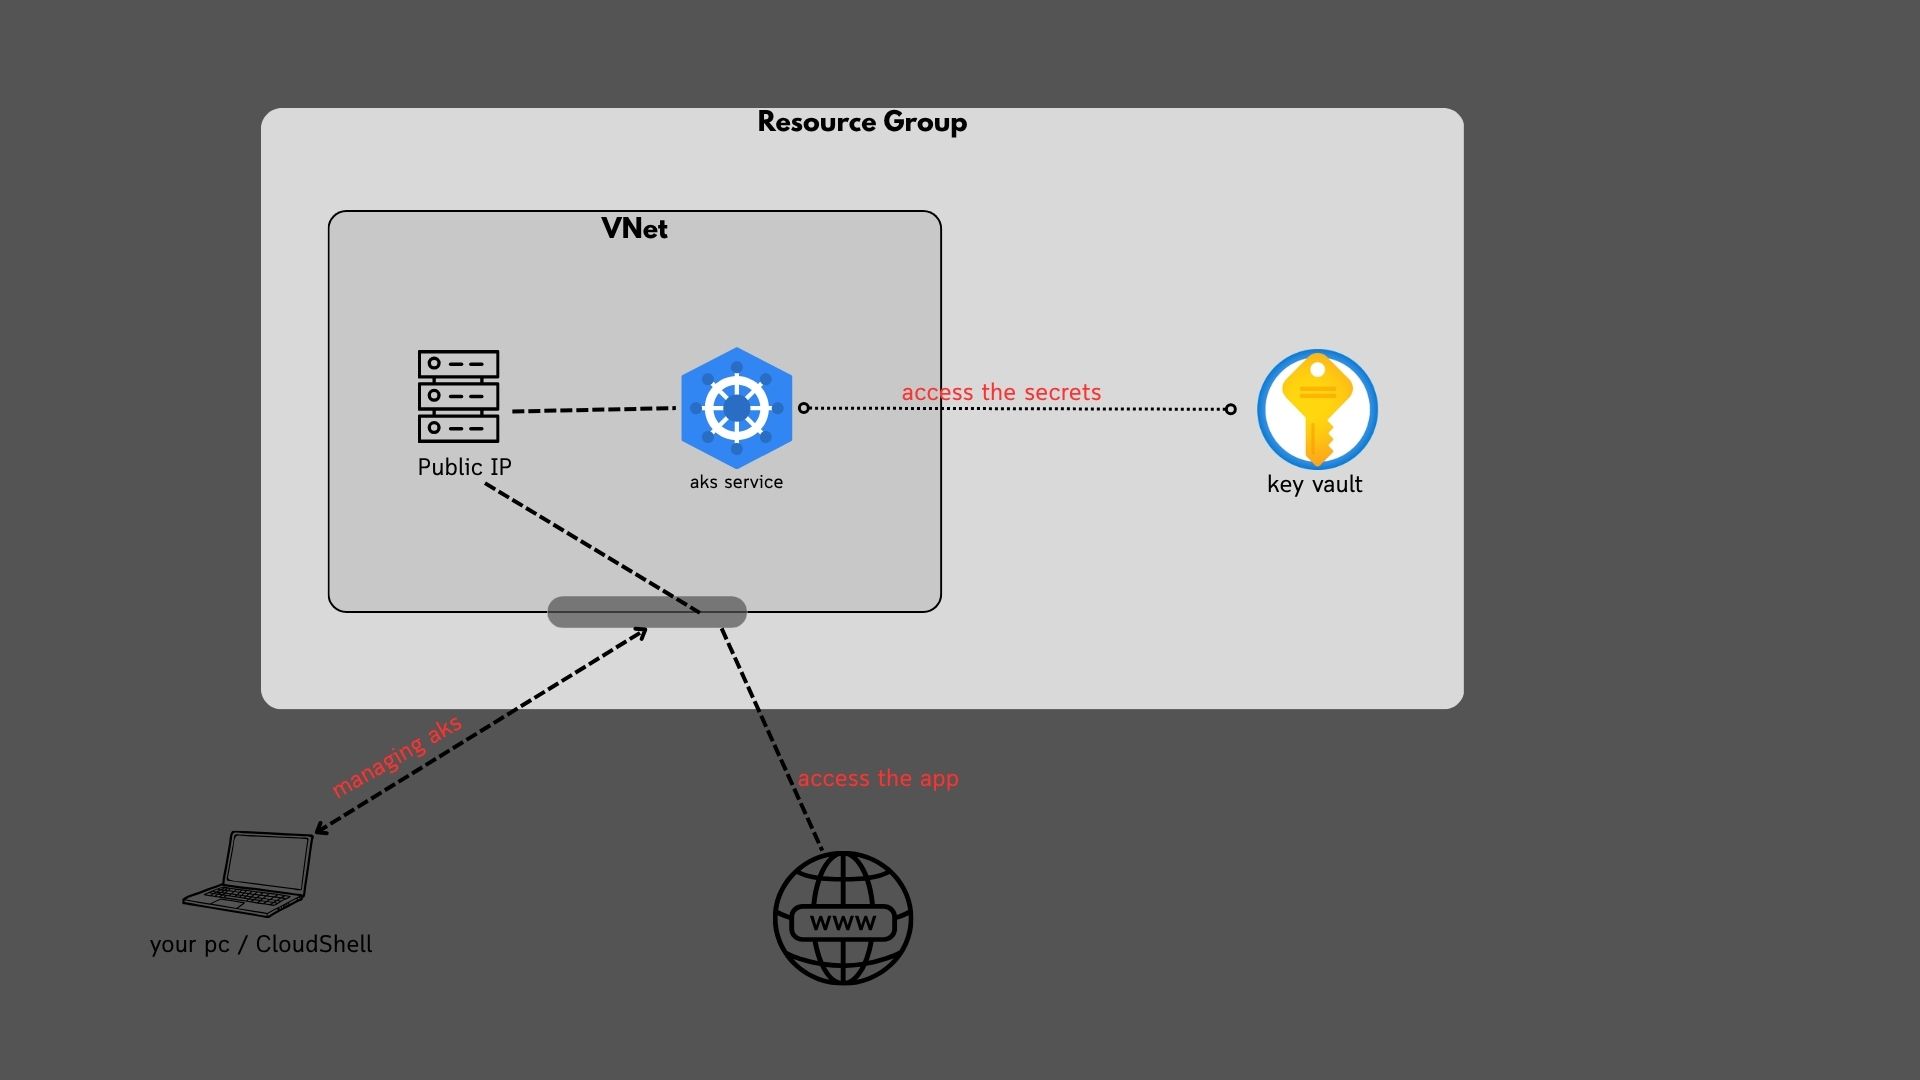 Resource Group
VNet
access the secrets
Public IP
aks service
key vault
managing aks
access the app
www
your pc / CloudShell